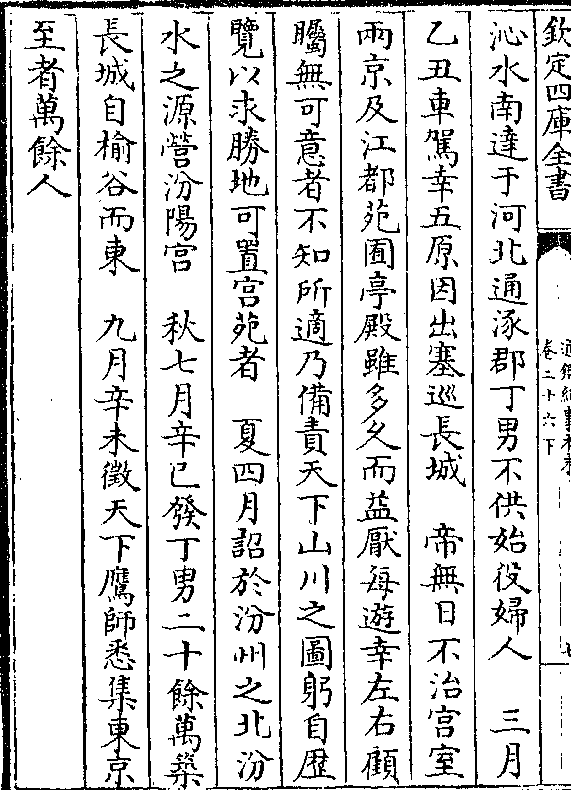 欽定四庫全書
通鑑紀事本末
卷二十六下
沁水南達于河北通涿郡丁男不供始役婦人　三月
乙丑車駕幸五原因出塞巡長城　帝無日不治宫室
兩京及江都苑囿亭殿雖多乆而益厭每遊幸左右顧
矚無可意者不知所適乃備責天下山川之圖躬自歴
覽以求勝地可置宫苑者　夏四月詔於汾州之北汾
水之源營汾陽宫　秋七月辛巳發丁男二十餘萬築
長城自榆谷而東　九月辛未徵天下鷹師悉集東京
至者萬餘人